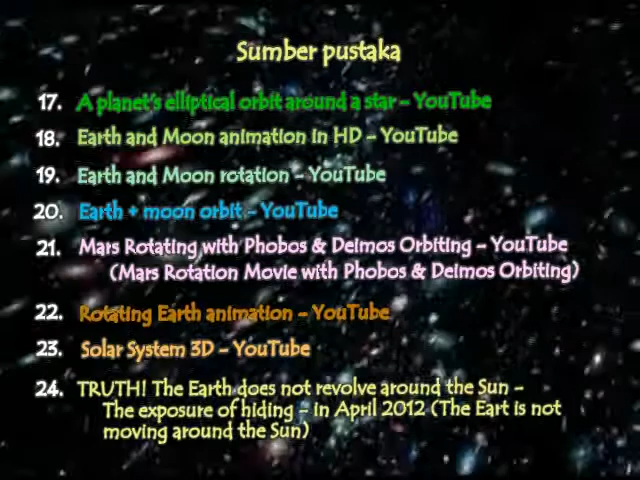 Sumber pustaka
17. A planet's elliptical orbit around a star – YouTube
18. Earth and Moon animation in HD – YouTube
19. Earth and Moon rotation – YouTube
20. Earth + moon orbit – YouTube
21. Mars Rotating with Phobos & Deimos Orbiting – YouTube
(Mars Rotation Movie with Phobos & Deimos Orbiting)
22. Rotating Earth animation – YouTube
23. Solar System 3D – YouTube
24. TRUTH! The Earth does not revolve around the Sun –
The exposure of hiding – in April 2012 (The Eart is not
moving around the Sun)